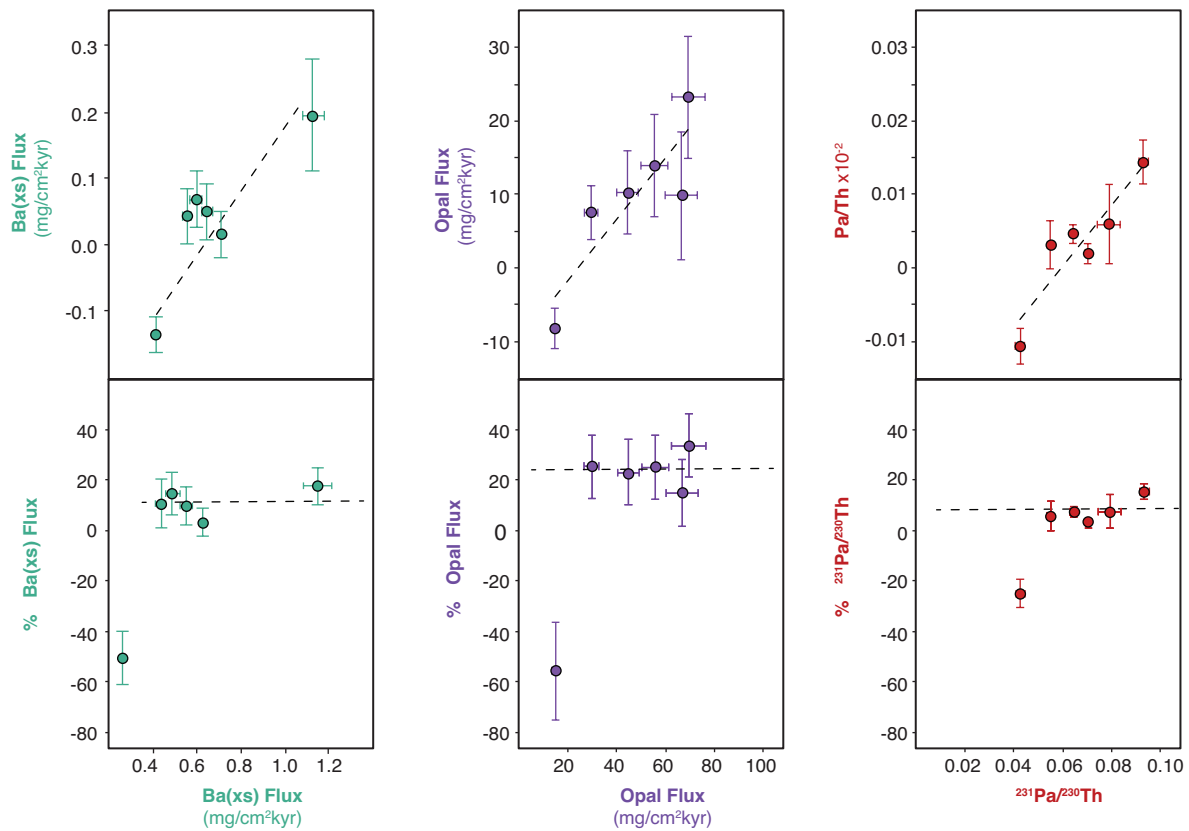 0.3
0.2
0.1
0.0
-0.1
Ba(xs) Flux
(mg/cm²kyr)
30
20
10
0
-10
Opal Flux
(mg/cm²kyr)
0.03
0.02
0.01
0
-0.01
Pa/Th x10⁻²
40
20
0
-20
-40
-60
-80
% Ba(xs) Flux
0.4 0.6 0.8 1.0 1.2
Ba(xs) Flux
(mg/cm²kyr)
40
20
0
-20
-40
-60
-80
% Opal Flux
20 40 60 80 100
Opal Flux
(mg/cm²kyr)
40
20
0
-20
-40
-60
-80
% ²³¹Pa/²³⁰Th
0.02 0.04 0.06 0.08 0.10
²³¹Pa/²³⁰Th